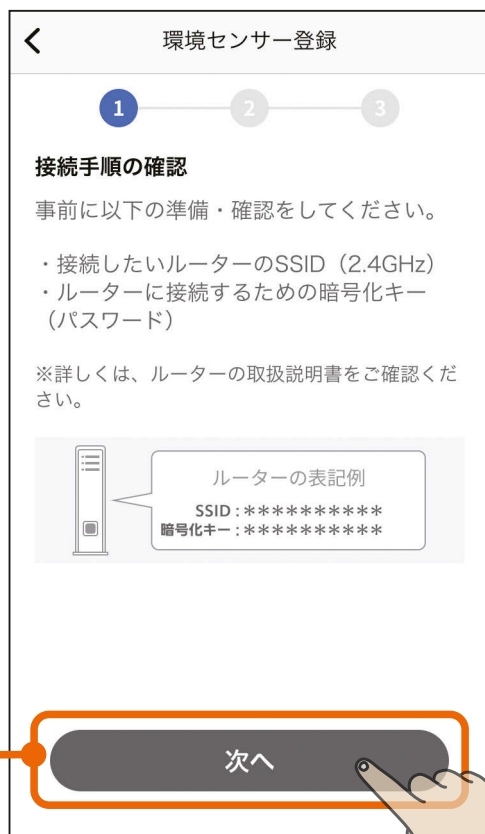 環境センサー登録
1 2 3
接続手順の確認
事前に以下の準備・確認をしてください。
・接続したいルーターのSSID（2.4GHz）
・ルーターに接続するための暗号化キー
（パスワード）
※詳しくは、ルーターの取扱説明書をご確認くだ
さい。
ルーターの表記例
SSID：**********
暗号化キー：**********
次へ